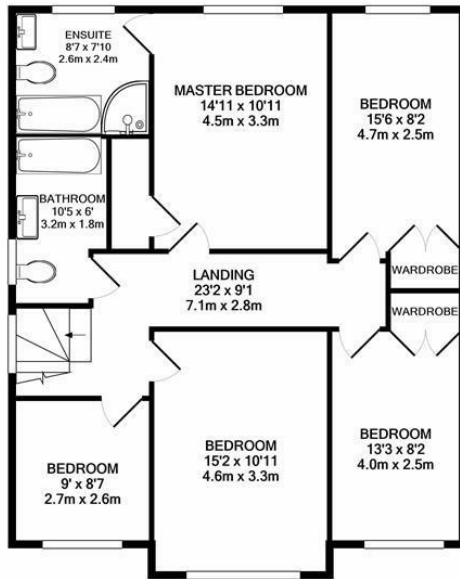 ENSUITE
8'7 x 7'10
2.6m x 2.4m
MASTER BEDROOM
14'11 x 10'11
4.5m x 3.3m
BEDROOM
15'6 x 8'2
4.7m x 2.5m
BATHROOM
10'5 x 6'
3.2m x 1.8m
LANDING
23'2 x 9'1
7.1m x 2.8m
WARDROBE
WARDROBE
BEDROOM
9' x 8'7
2.7m x 2.6m
BEDROOM
15'2 x 10'11
4.6m x 3.3m
BEDROOM
13'3 x 8'2
4.0m x 2.5m